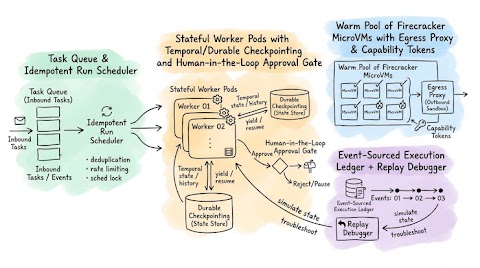 Task Queue &
Idempotent Run Scheduler
Task Queue
(Inbound Tasks)
Inbound
Tasks
Inbound
Tasks / Events
Idempotent
Run
Scheduler
• deduplication
• rate limiting
• sched lock
Stateful Worker Pods with
Temporal/Durable Checkpointing
and Human-in-the-Loop Approval Gate
Stateful Worker Pods
Worker 01
Worker 02
Temporal
state / history
yield /
resume
Durable
Checkpointing
(State Store)
Human-in-the-Loop
Approval Gate
Approve
Reject/Pause
Temporal
state /
history
yield /
resume
Durable
Checkpointing
(State Store)
Warm Pool of Firecracker
MicroVMs with Egress Proxy
& Capability Tokens
Warm Pool of Firecracker
MicroVMs
MicroVM
MicroVM
MicroVM
MicroVM
MicroVM
MicroVM
Egress
Proxy
(Outbound
Sandbox)
Capability
Tokens
Event-Sourced Execution
Ledger + Replay Debugger
Event-Sourced
Execution Ledger
Events: 01 → 02 → 03
simulate state
troubleshoot
Replay
Debugger
simulate state
troubleshoot